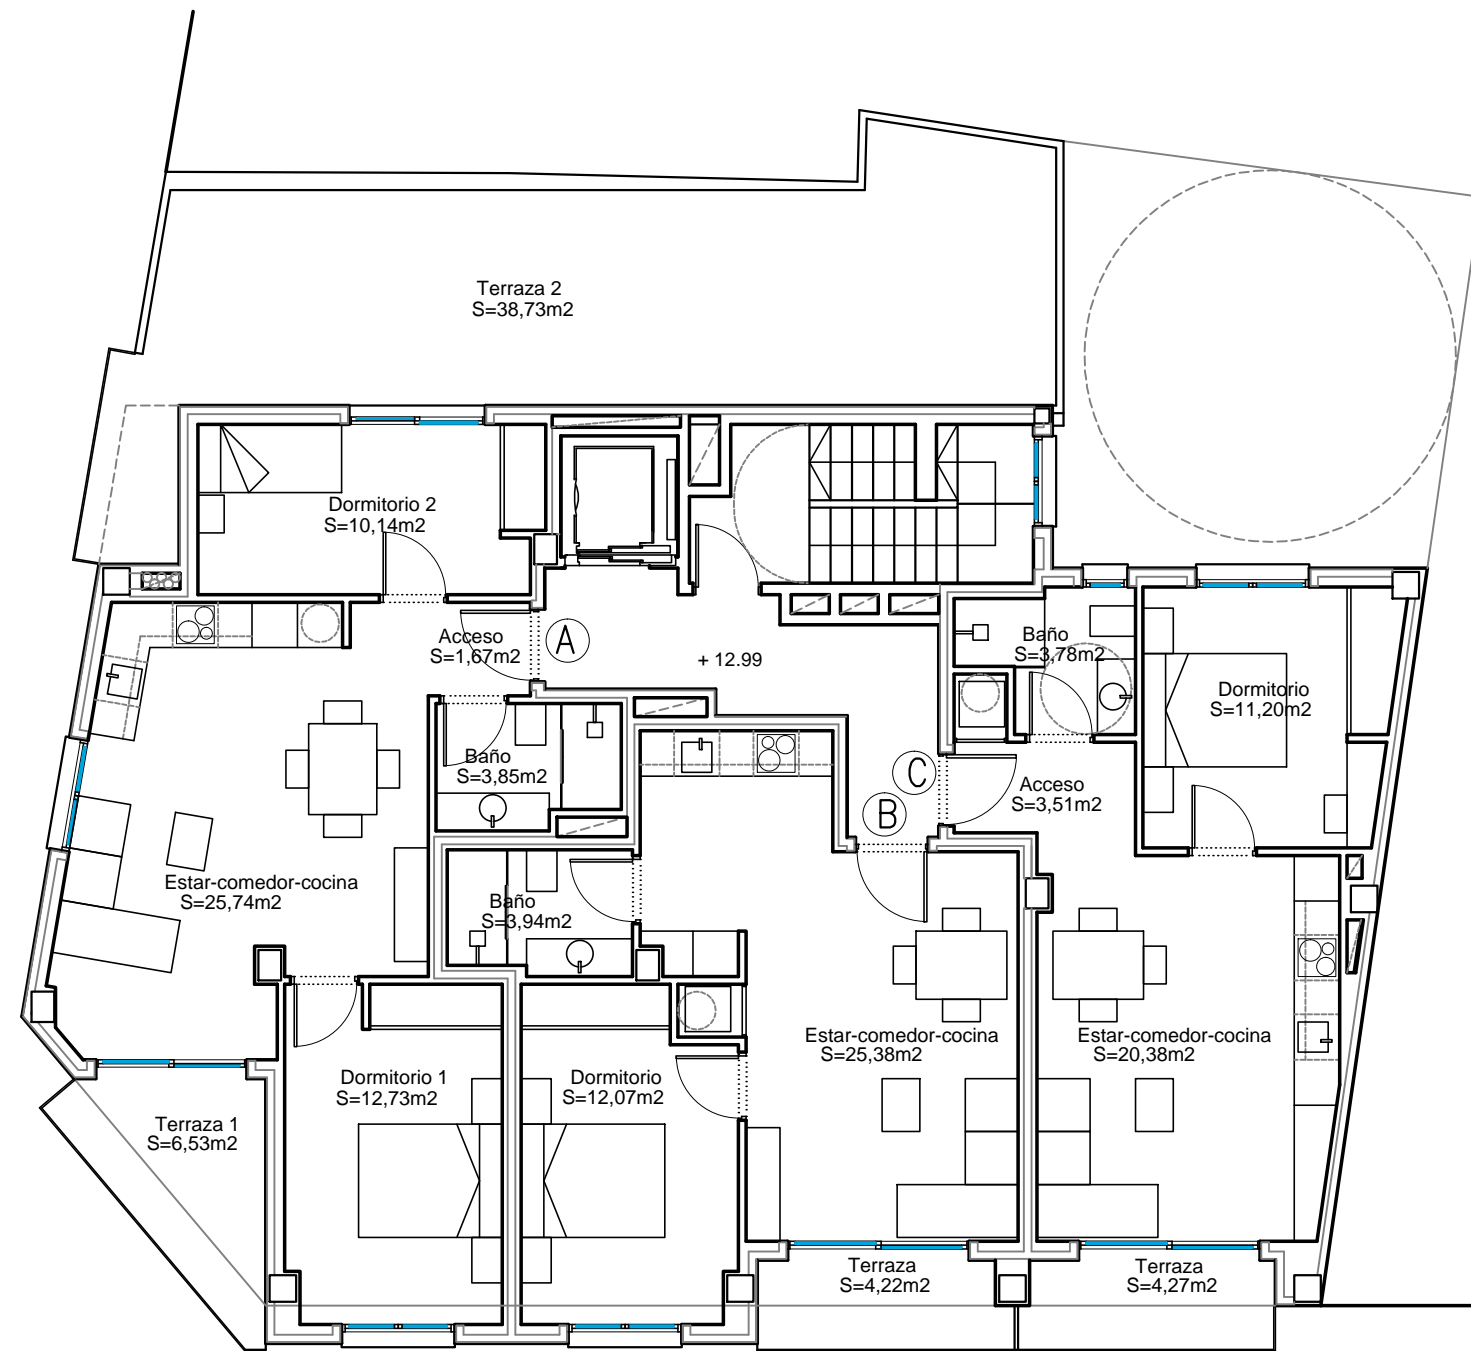 Terraza 2
S=38,73m2
Dormitorio 2
S=10,14m2
Acceso
S=1,67m2
A
+ 12.99
Baño
S=3,78m2
Dormitorio
S=11,20m2
Baño
S=3,85m2
C
B
Acceso
S=3,51m2
Estar-comedor-cocina
S=25,74m2
Baño
S=3,94m2
Estar-comedor-cocina
S=25,38m2
Estar-comedor-cocina
S=20,38m2
Dormitorio 1
S=12,73m2
Dormitorio
S=12,07m2
Terraza 1
S=6,53m2
Terraza
S=4,22m2
Terraza
S=4,27m2